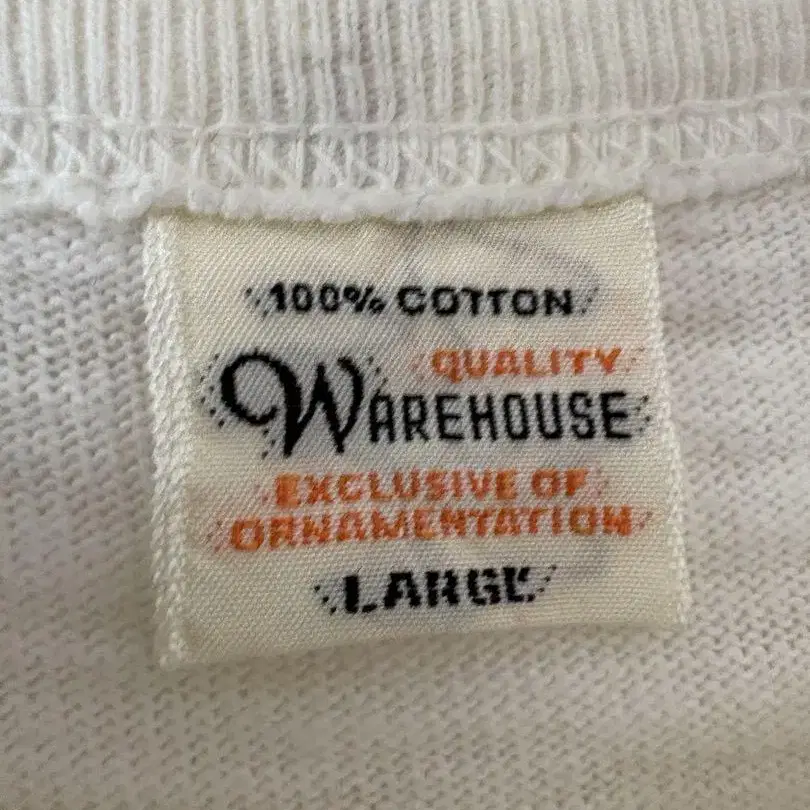 100% COTTON
QUALITY
WAREHOUSE
EXCLUSIVE OF
ORNAMENTATION
LARGE